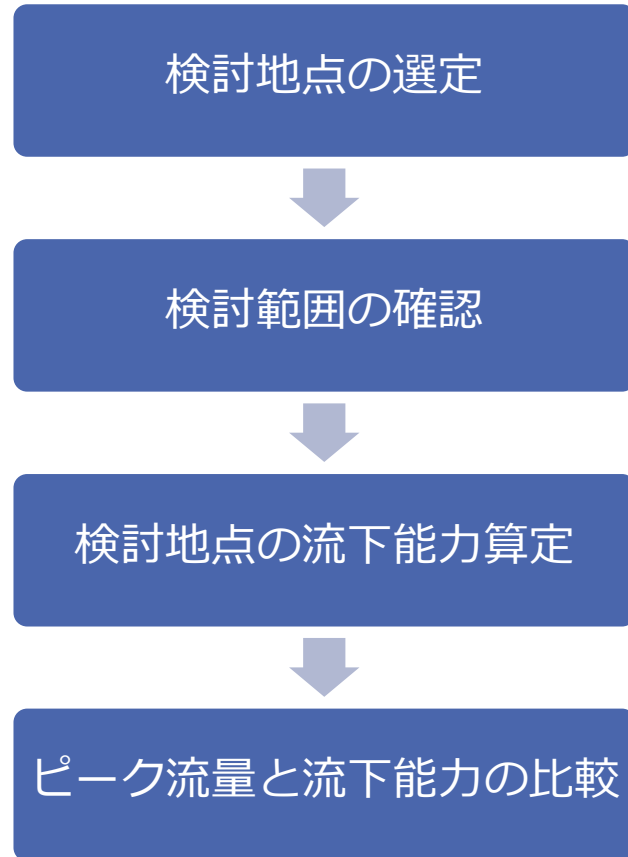 検討地点の選定
検討範囲の確認
検討地点の流下能力算定
ピーク流量と流下能力の比較